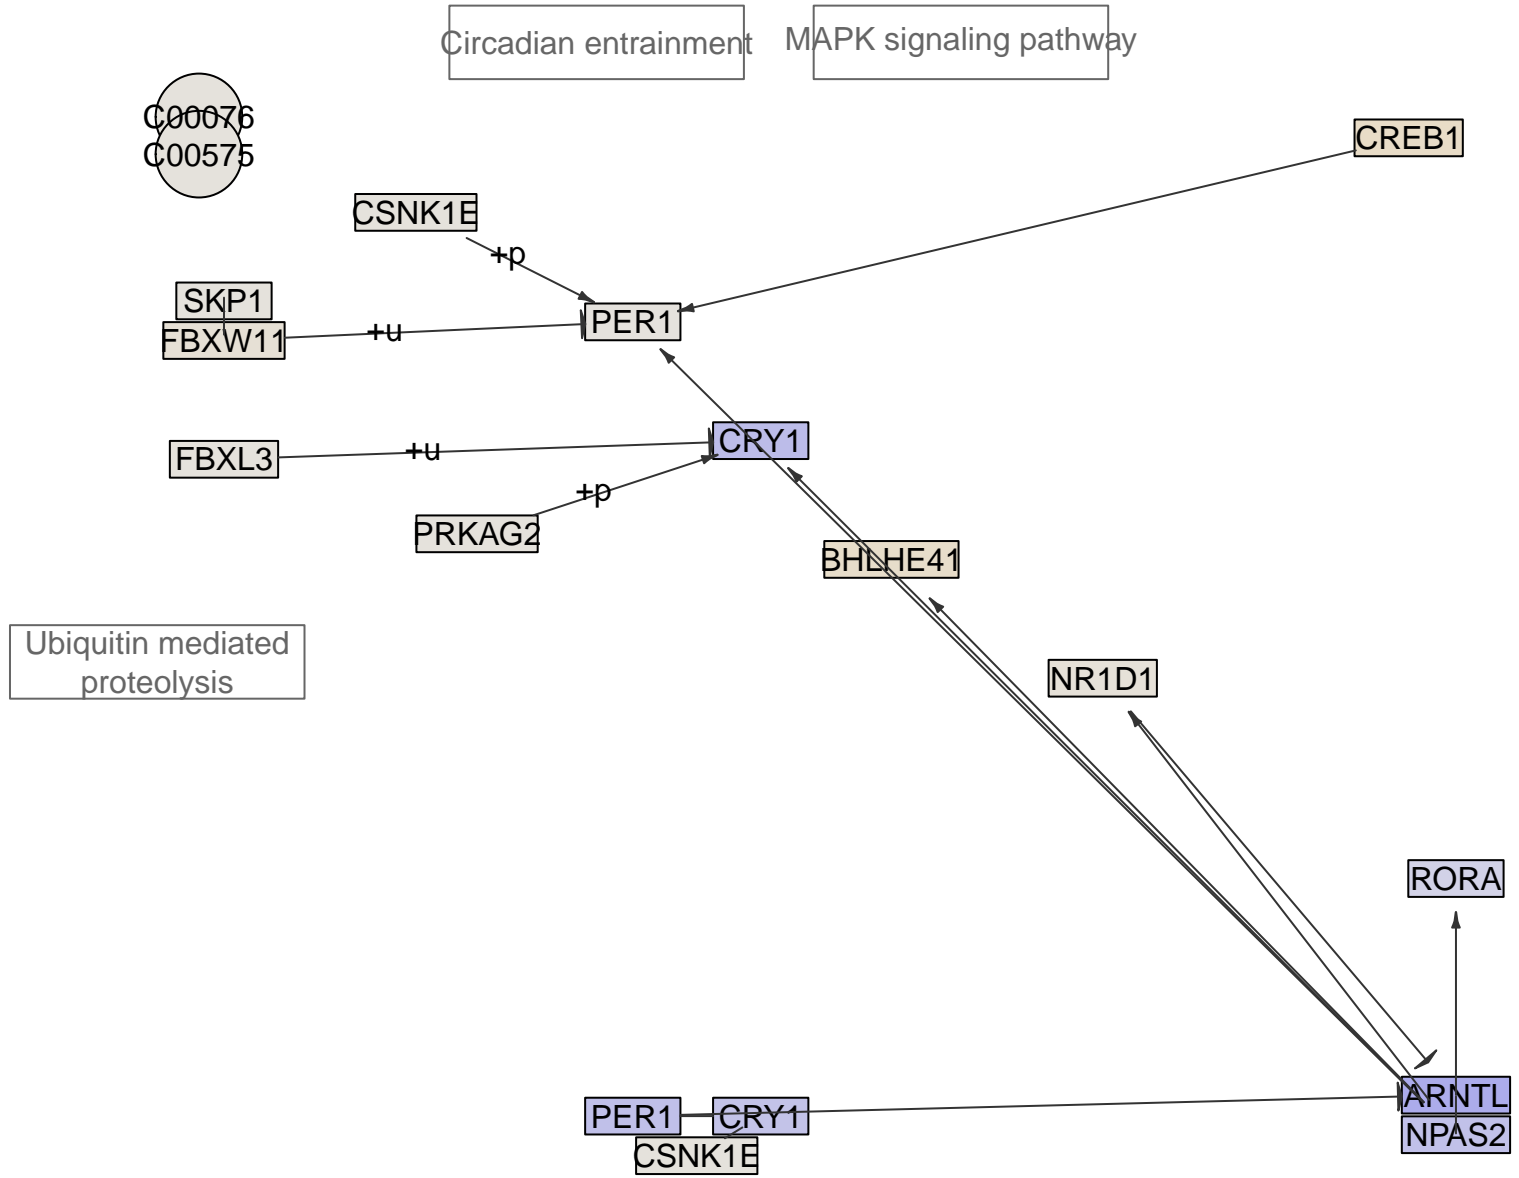 Circadian entrainment
MAPK signaling pathway
C00076
C00575
CREB1
CSNK1E
+p
SKP1
FBXW11
+u
PER1
FBXL3
+u
CRY1
+p
PRKAG2
BHLHE41
Ubiquitin mediated
proteolysis
NR1D1
RORA
ARNTL
NPAS2
PER1
CRY1
CSNK1E